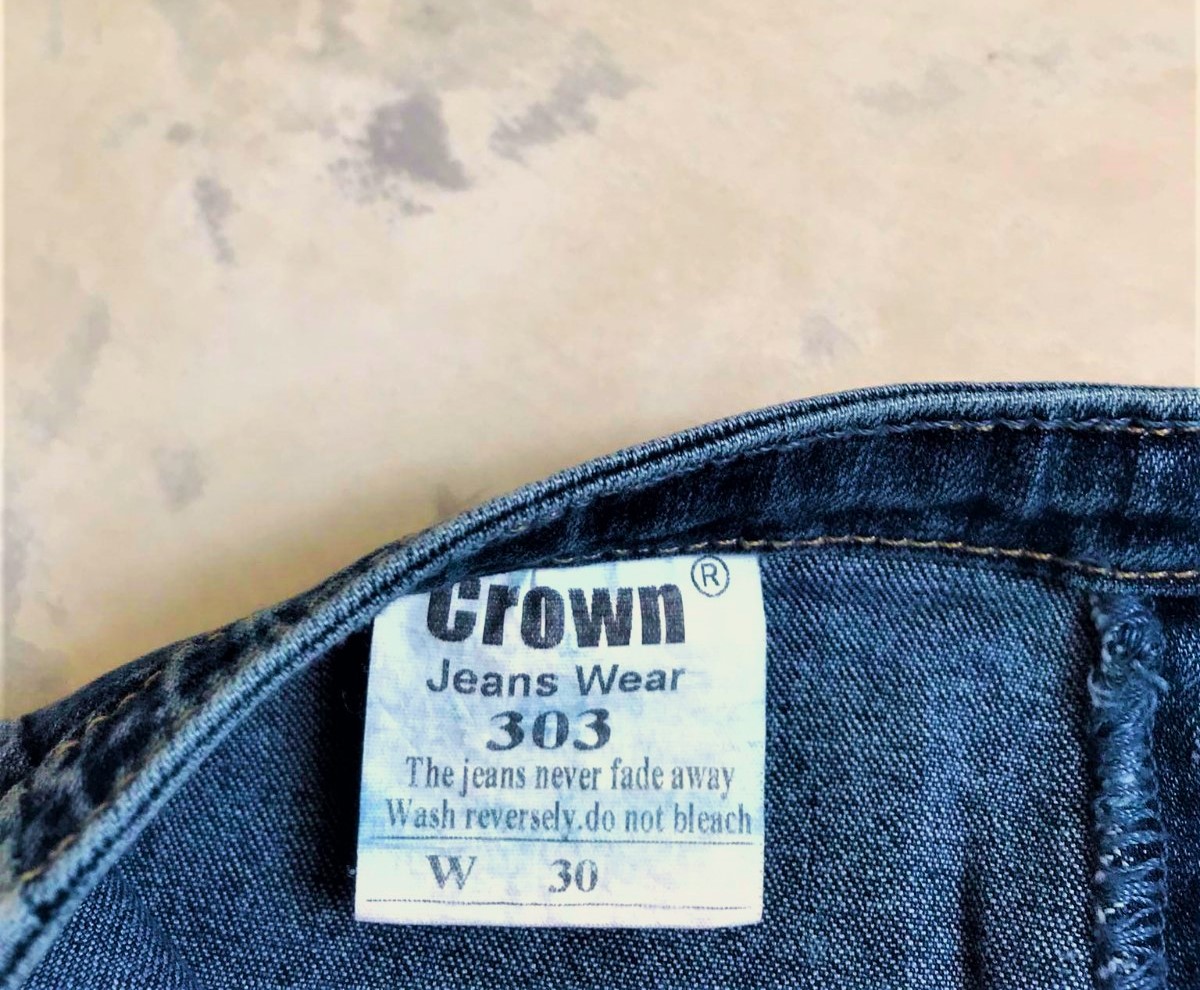 Crown ®
Jeans Wear
303
The jeans never fade away
Wash reversely.do not bleach
W 30